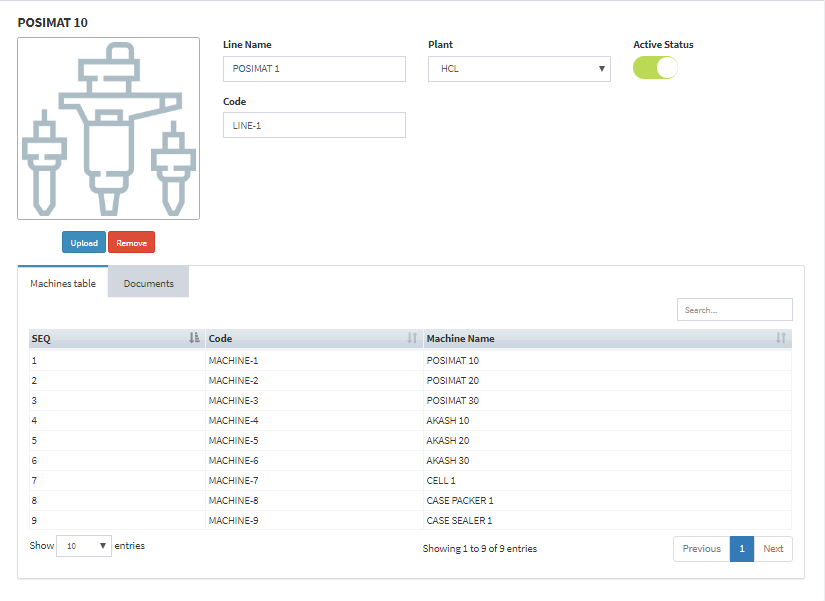 POSIMAT 10
Line Name Plant Active Status
POSIMAT 1 HCL
Code
LINE-1
Upload Remove
Machines table Documents
Search...
SEQ Code Machine Name
1 MACHINE-1 POSIMAT 10
2 MACHINE-2 POSIMAT 20
3 MACHINE-3 POSIMAT 30
4 MACHINE-4 AKASH 10
5 MACHINE-5 AKASH 20
6 MACHINE-6 AKASH 30
7 MACHINE-7 CELL 1
8 MACHINE-8 CASE PACKER 1
9 MACHINE-9 CASE SEALER 1
Show 10 entries Showing 1 to 9 of 9 entries Previous 1 Next